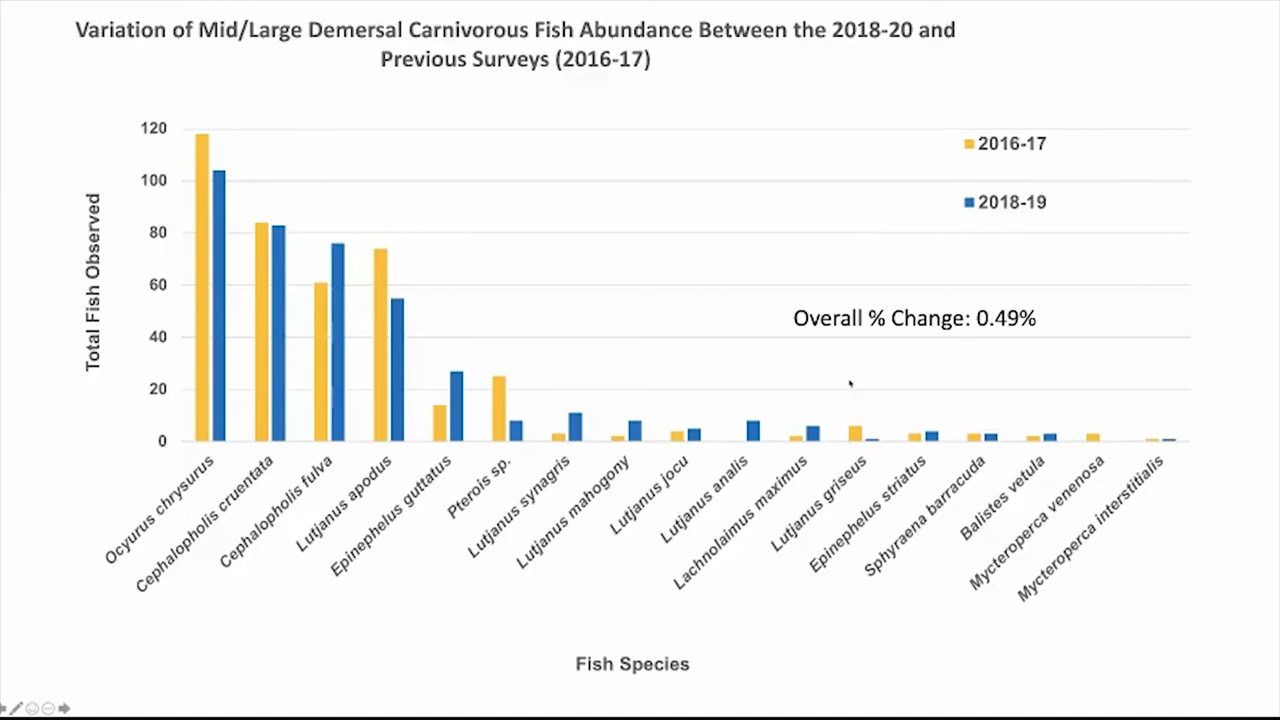 Variation of Mid/Large Demersal Carnivorous Fish Abundance Between the 2018-20 and
Previous Surveys (2016-17)
120
100
80
60
40
20
0
Total Fish Observed
2016-17
2018-19
Overall % Change: 0.49%
Ocyurus chrysurus
Cephalopholis cruentata
Cephalopholis fulva
Lutjanus apodus
Epinephelus guttatus
Pterois sp.
Lutjanus synagris
Lutjanus mahogony
Lutjanus jocu
Lutjanus analis
Lachnolaimus maximus
Lutjanus griseus
Epinephelus striatus
Sphyraena barracuda
Balistes vetula
Mycteroperca venenosa
Mycteroperca interstitialis
Fish Species